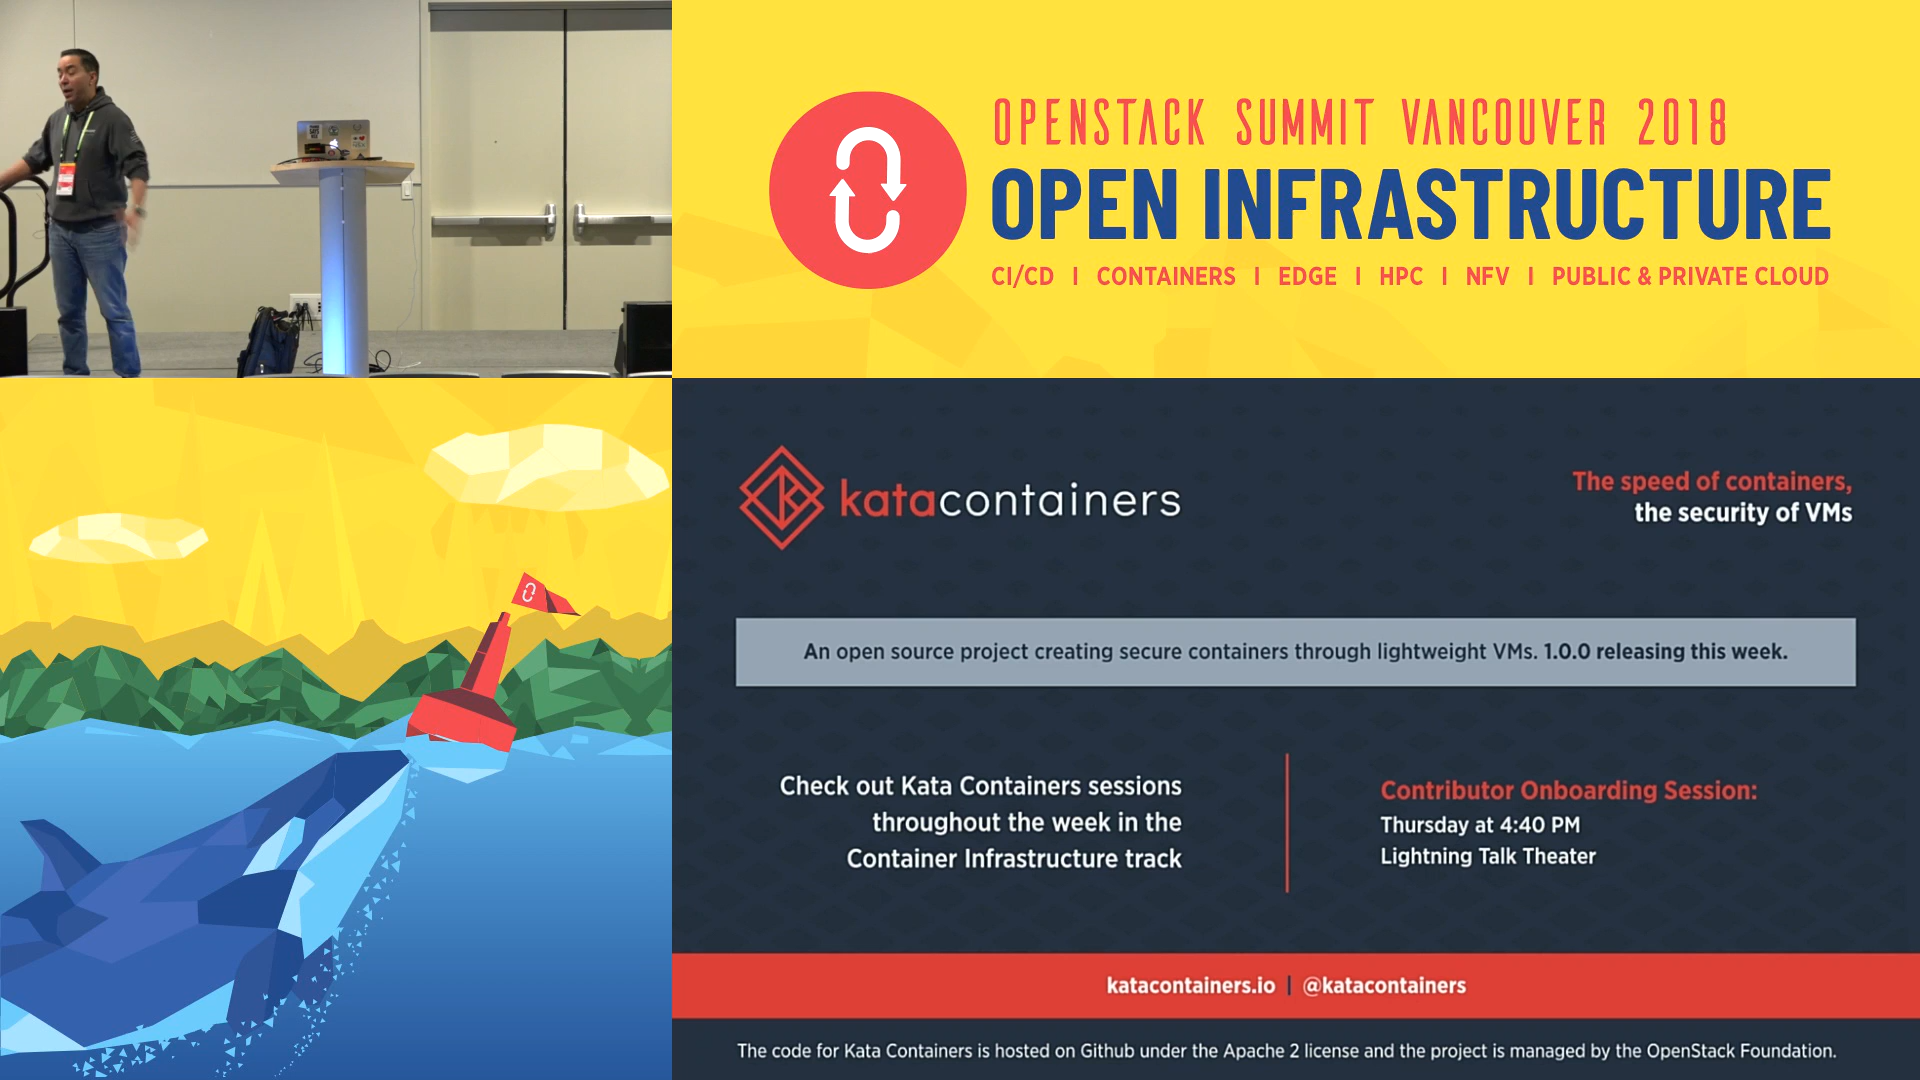 OPENSTACK SUMMIT VANCOUVER 2018
OPEN INFRASTRUCTURE
CI/CD | CONTAINERS | EDGE | HPC | NFV | PUBLIC & PRIVATE CLOUD
katacontainers
The speed of containers,
the security of VMs
An open source project creating secure containers through lightweight VMs. 1.0.0 releasing this week.
Check out Kata Containers sessions
throughout the week in the
Container Infrastructure track
Contributor Onboarding Session:
Thursday at 4:40 PM
Lightning Talk Theater
katacontainers.io | @katacontainers
The code for Kata Containers is hosted on Github under the Apache 2 license and the project is managed by the OpenStack Foundation.